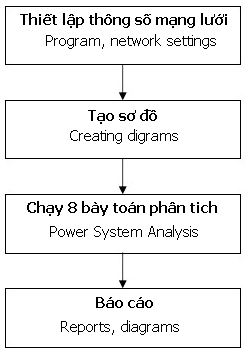 Thiết lập thông số mạng lưới
Program, network settings
Tạo sơ đồ
Creating digrams
Chạy 8 bày toán phân tích
Power System Analysis
Báo cáo
Reports, diagrams